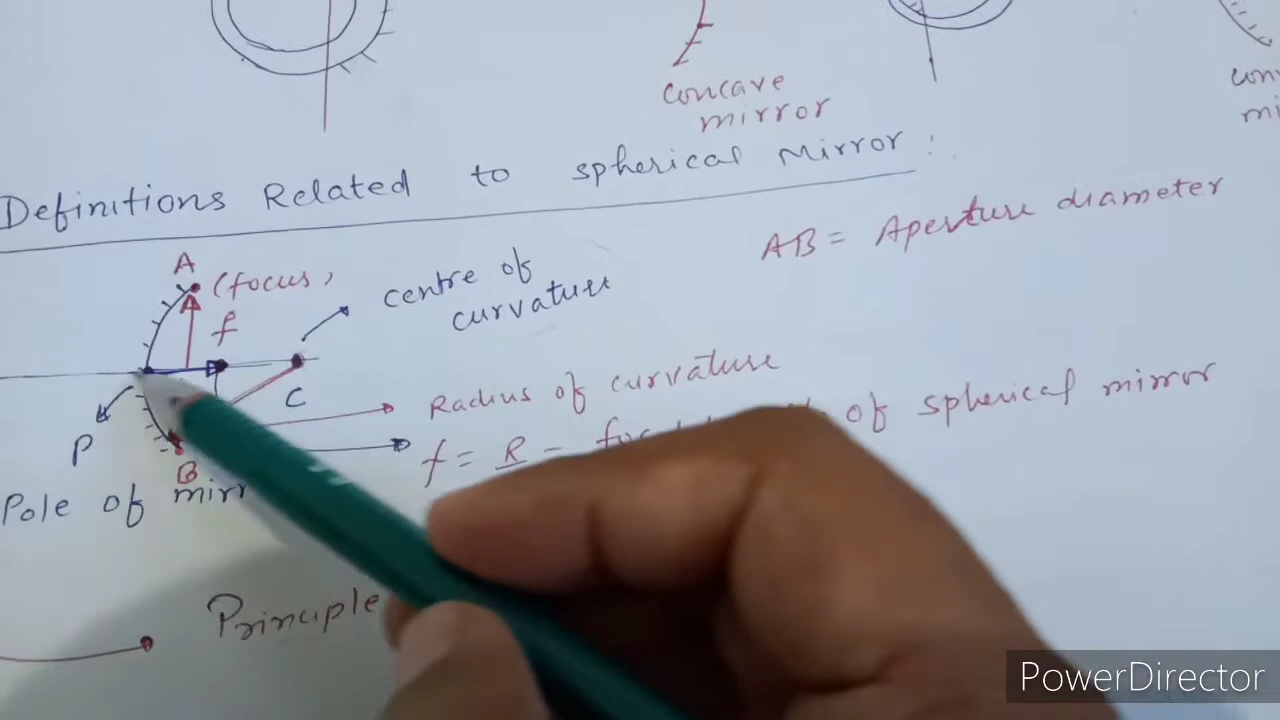 concave
mirror
Definitions Related to spherical Mirror :
AB = Aperture diameter
A
(focus,
centre of
curvature
f
C
Radius of curvature
P
f = R = of spherical mirror
B
Pole of
Principle
PowerDirector